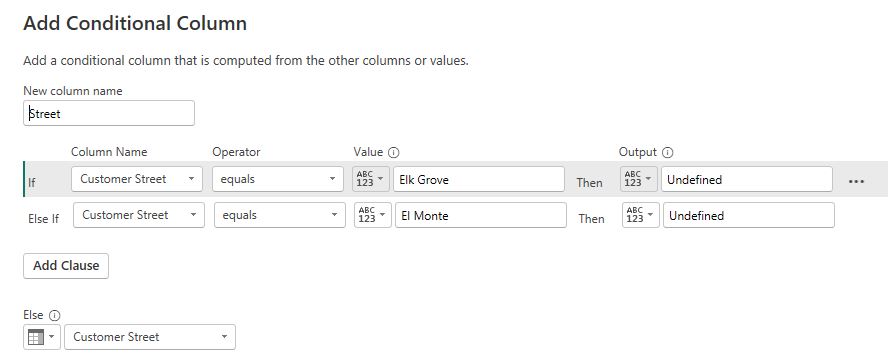 Add Conditional Column
Add a conditional column that is computed from the other columns or values.
New column name
Street
Column Name Operator Value Output
If Customer Street equals ABC 123 Elk Grove Then ABC 123 Undefined ...
Else If Customer Street equals ABC 123 El Monte Then ABC 123 Undefined
Add Clause
Else
Customer Street